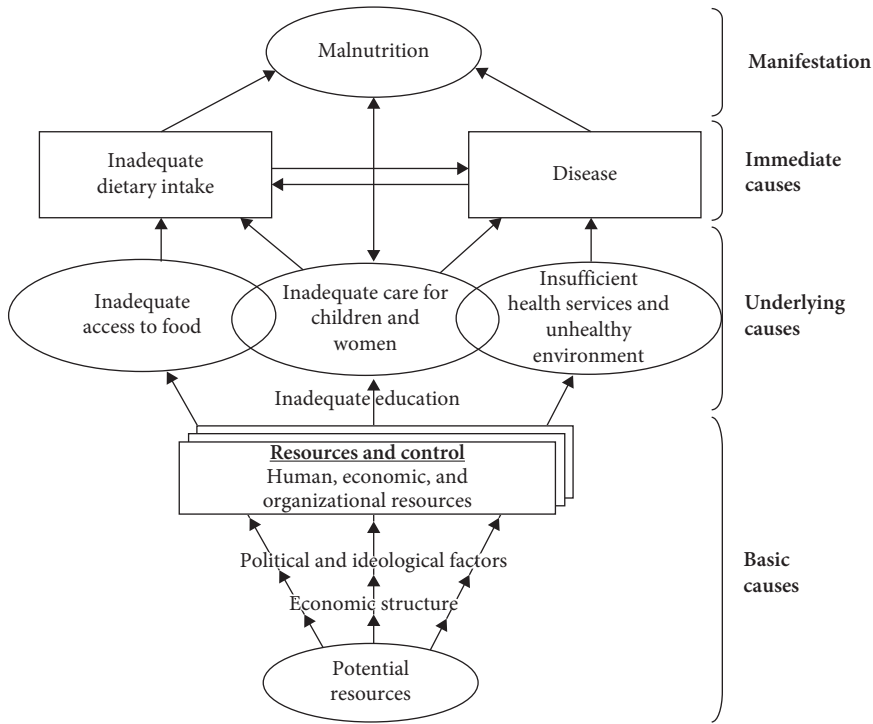 Malnutrition
Manifestation
Inadequate
dietary intake
Disease
Immediate
causes
Inadequate
access to food
Inadequate care for
children and
women
Insufficient
health services and
unhealthy
environment
Underlying
causes
Inadequate education
Resources and control
Human, economic, and
organizational resources
Political and ideological factors
Economic structure
Basic
causes
Potential
resources